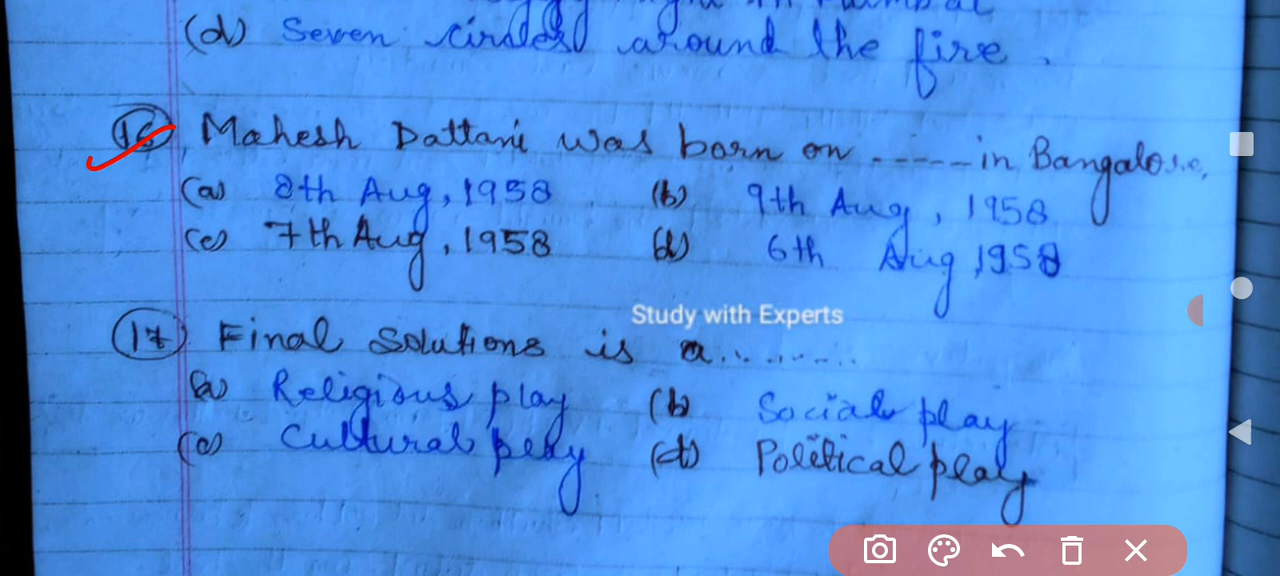 (d) Seven circles around the fire.
16, Mahesh Dattani was born on ------in Bangalore,
(a) 8th Aug, 1958 (b) 9th Aug, 1958
(c) 7th Aug, 1958 (d) 6th Aug 1958
Study with Experts
17) Final Solutions is a.........
(a) Religious play (b) Social play
(c) Cultural play (d) Political play